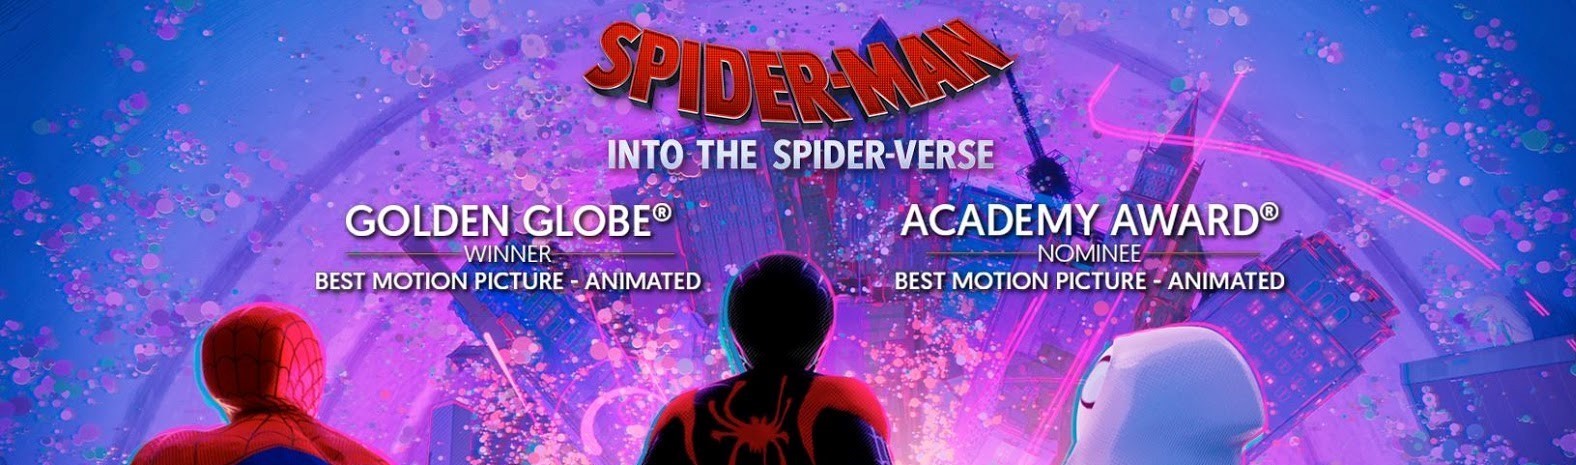 SPIDER-MAN
INTO THE SPIDER-VERSE
GOLDEN GLOBE®
WINNER
BEST MOTION PICTURE - ANIMATED
ACADEMY AWARD®
NOMINEE
BEST MOTION PICTURE - ANIMATED